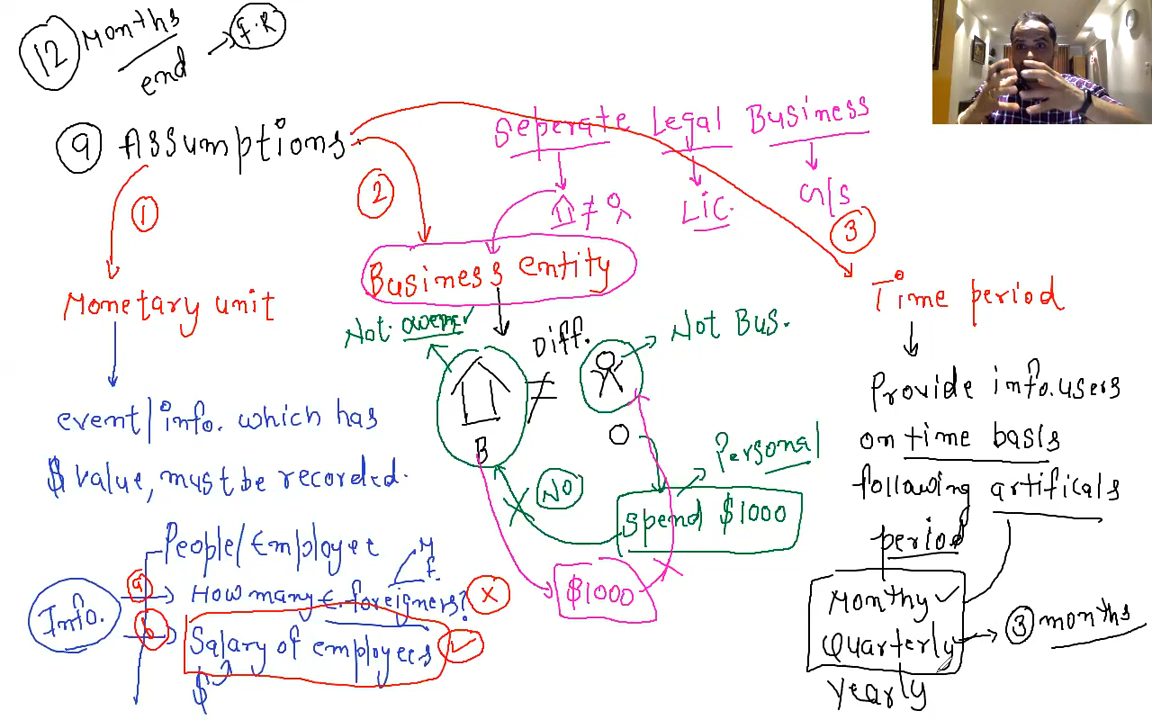 12 Months
end → F.R
9 Assumptions
Seperate Legal Business
≠
LiC.
G/S
1
2
3
Business entity
Monetary unit
Time period
event/info. which has
$ value, must be recorded.
Not owner
Diff.
≠
Not Bus.
B
O
Personal
NO
Spend $1000
$1000
Provide info. users
on time basis
following artificals
period
Monthy ✓
Quarterly → 3 months
yearly
People/Employee
M
F.
Info.
a
How many E. foreigners? X
b
Salary of employees ✓
$